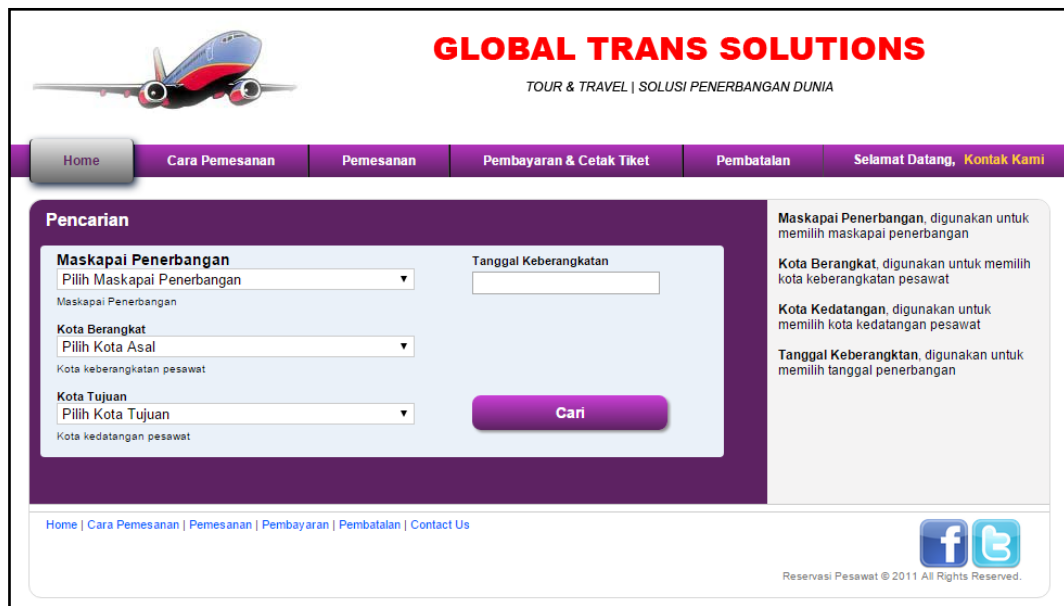 GLOBAL TRANS SOLUTIONS
TOUR & TRAVEL | SOLUSI PENERBANGAN DUNIA
Home Cara Pemesanan Pemesanan Pembayaran & Cetak Tiket Pembatalan Selamat Datang, Kontak Kami
Pencarian
Maskapai Penerbangan
Pilih Maskapai Penerbangan
Maskapai Penerbangan
Kota Berangkat
Pilih Kota Asal
Kota keberangkatan pesawat
Kota Tujuan
Pilih Kota Tujuan
Kota kedatangan pesawat
Tanggal Keberangkatan
Cari
Maskapai Penerbangan, digunakan untuk
memilih maskapai penerbangan
Kota Berangkat, digunakan untuk memilih
kota keberangkatan pesawat
Kota Kedatangan, digunakan untuk
memilih kota kedatangan pesawat
Tanggal Keberangktan, digunakan untuk
memilih tanggal penerbangan
Home | Cara Pemesanan | Pemesanan | Pembayaran | Pembatalan | Contact Us
Reservasi Pesawat © 2011 All Rights Reserved.